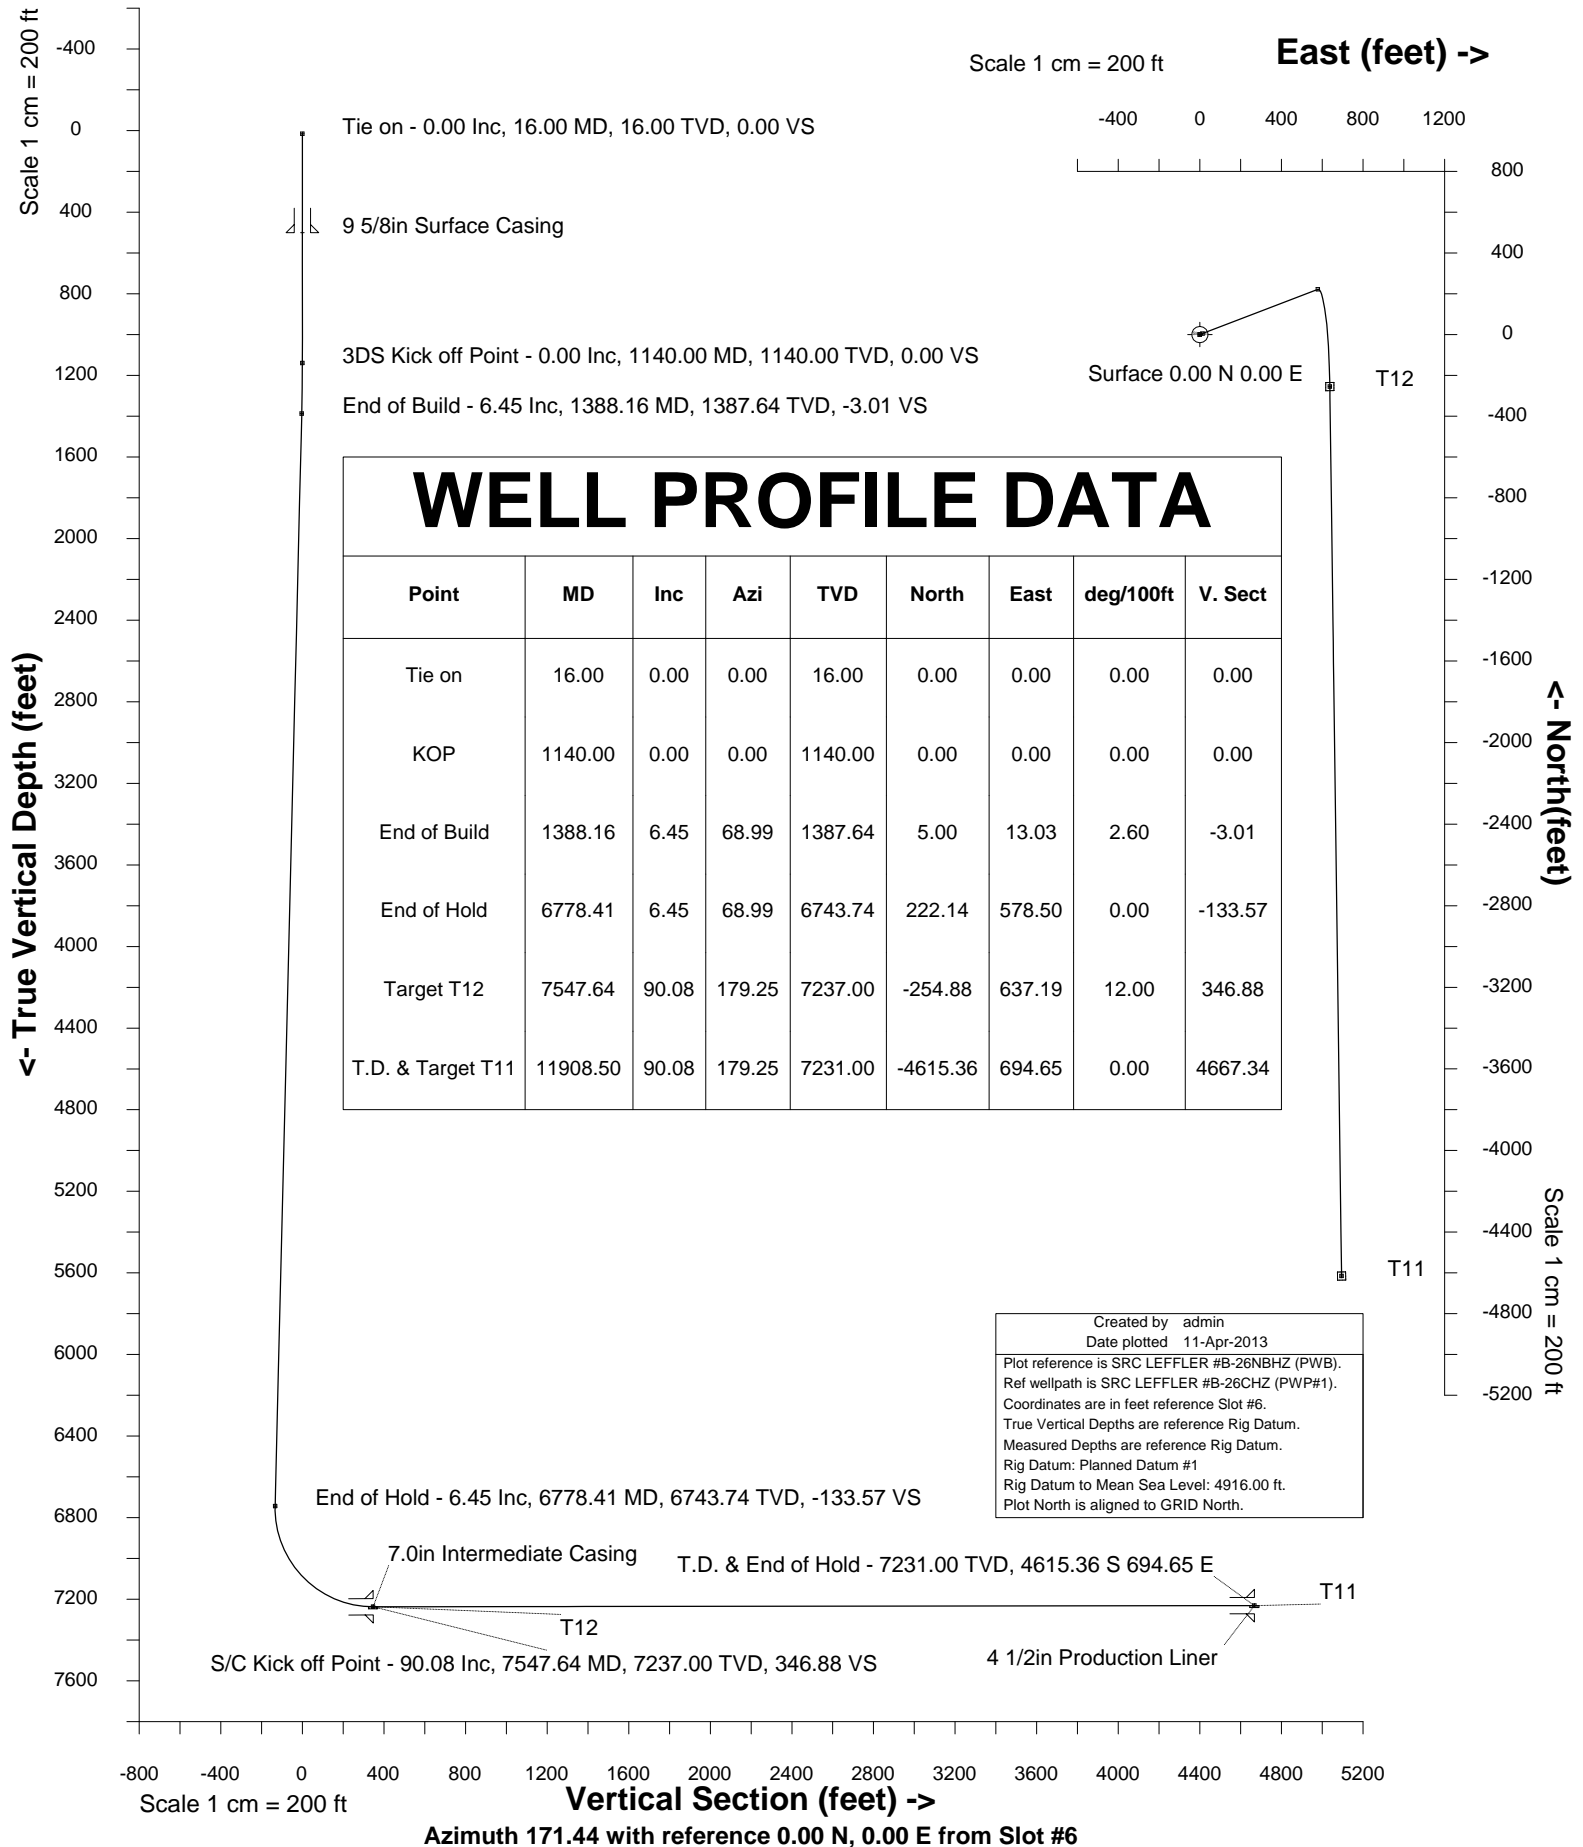 Scale 1 cm = 200 ft
East (feet) ->
Scale 1 cm = 200 ft
-400 0 400 800 1200
-400
0
400
800
1200
1600
2000
2400
2800
3200
3600
4000
4400
4800
5200
5600
6000
6400
6800
7200
7600
<- True Vertical Depth (feet)
Tie on - 0.00 Inc, 16.00 MD, 16.00 TVD, 0.00 VS
9 5/8in Surface Casing
3DS Kick off Point - 0.00 Inc, 1140.00 MD, 1140.00 TVD, 0.00 VS
End of Build - 6.45 Inc, 1388.16 MD, 1387.64 TVD, -3.01 VS
Surface 0.00 N 0.00 E
T12
WELL PROFILE DATA
Point MD Inc Azi TVD North East deg/100ft V. Sect
Tie on 16.00 0.00 0.00 16.00 0.00 0.00 0.00 0.00
KOP 1140.00 0.00 0.00 1140.00 0.00 0.00 0.00 0.00
End of Build 1388.16 6.45 68.99 1387.64 5.00 13.03 2.60 -3.01
End of Hold 6778.41 6.45 68.99 6743.74 222.14 578.50 0.00 -133.57
Target T12 7547.64 90.08 179.25 7237.00 -254.88 637.19 12.00 346.88
T.D. & Target T11 11908.50 90.08 179.25 7231.00 -4615.36 694.65 0.00 4667.34
800
400
0
-400
-800
-1200
-1600
-2000
-2400
-2800
-3200
-3600
-4000
-4400
-4800
-5200
<- North(feet)
Scale 1 cm = 200 ft
T11
Created by admin
Date plotted 11-Apr-2013
Plot reference is SRC LEFFLER #B-26NBHZ (PWB).
Ref wellpath is SRC LEFFLER #B-26CHZ (PWP#1).
Coordinates are in feet reference Slot #6.
True Vertical Depths are reference Rig Datum.
Measured Depths are reference Rig Datum.
Rig Datum: Planned Datum #1
Rig Datum to Mean Sea Level: 4916.00 ft.
Plot North is aligned to GRID North.
End of Hold - 6.45 Inc, 6778.41 MD, 6743.74 TVD, -133.57 VS
7.0in Intermediate Casing
T.D. & End of Hold - 7231.00 TVD, 4615.36 S 694.65 E
T11
T12
S/C Kick off Point - 90.08 Inc, 7547.64 MD, 7237.00 TVD, 346.88 VS
4 1/2in Production Liner
-800 -400 0 400 800 1200 1600 2000 2400 2800 3200 3600 4000 4400 4800 5200
Scale 1 cm = 200 ft
Vertical Section (feet) ->
Azimuth 171.44 with reference 0.00 N, 0.00 E from Slot #6